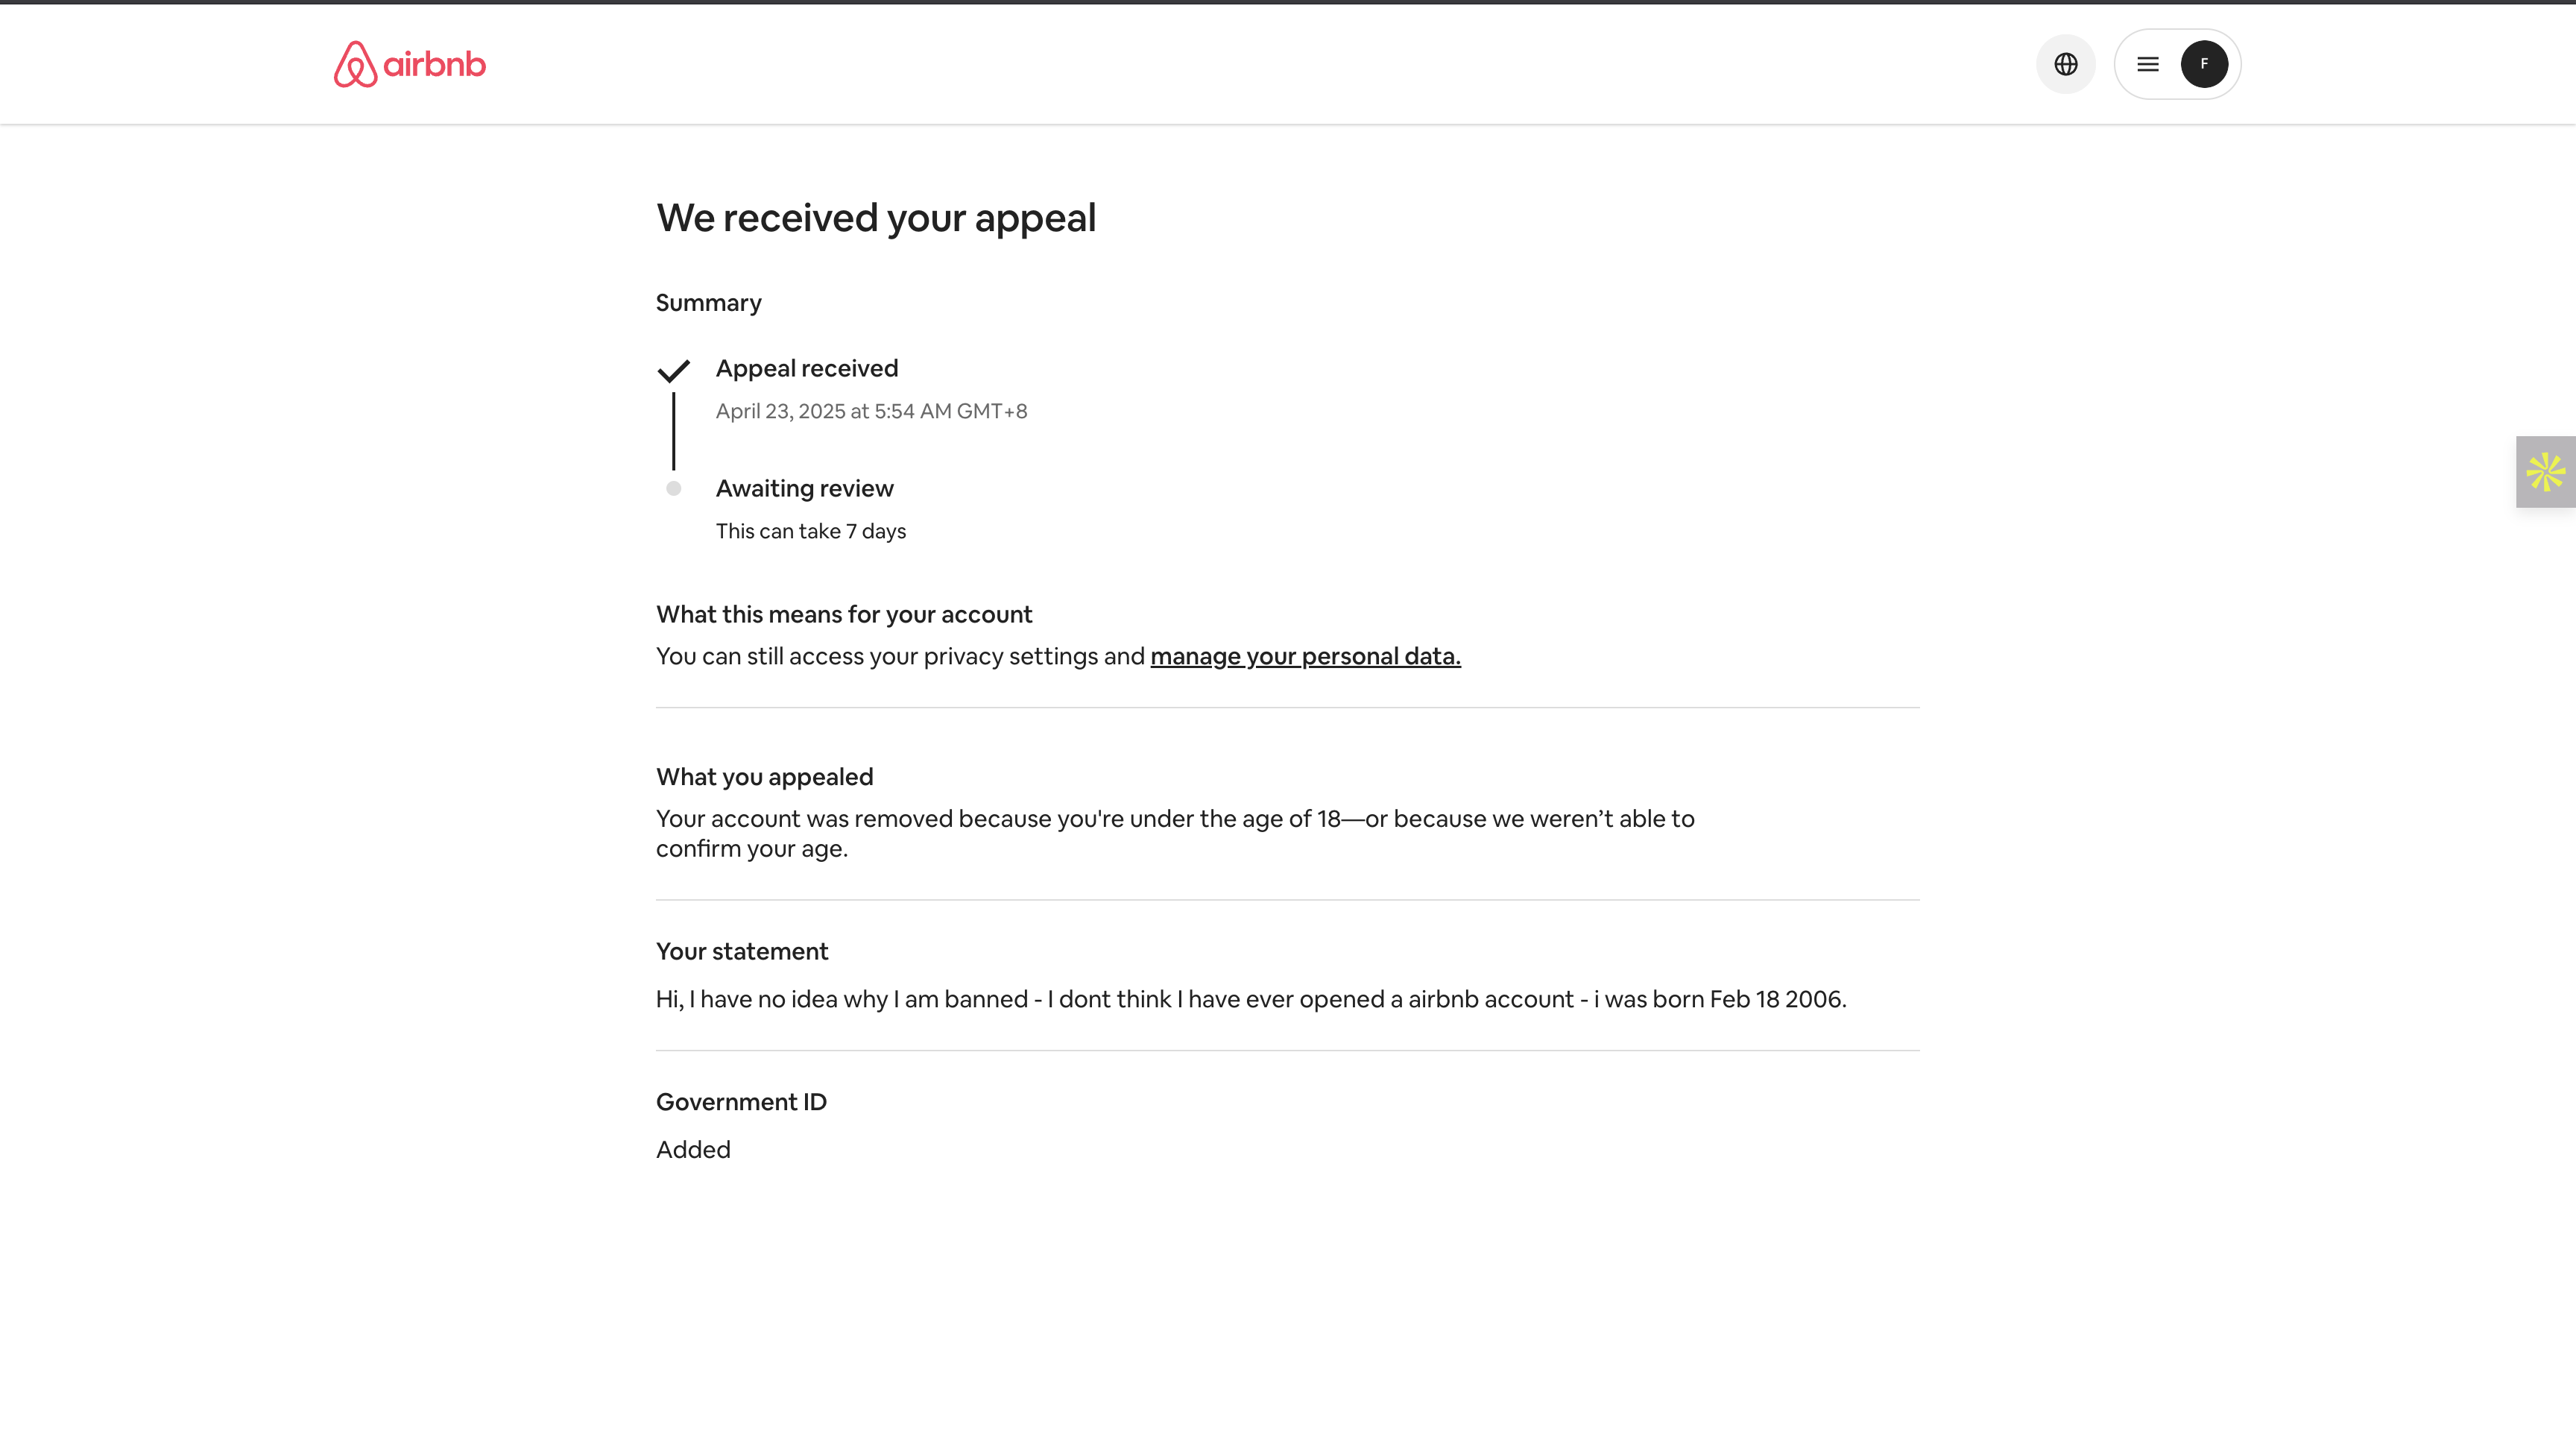 airbnb
F
We received your appeal
Summary
Appeal received
April 23, 2025 at 5:54 AM GMT+8
Awaiting review
This can take 7 days
What this means for your account
You can still access your privacy settings and manage your personal data.
What you appealed
Your account was removed because you're under the age of 18—or because we weren’t able to
confirm your age.
Your statement
Hi, I have no idea why I am banned - I dont think I have ever opened a airbnb account - i was born Feb 18 2006.
Government ID
Added